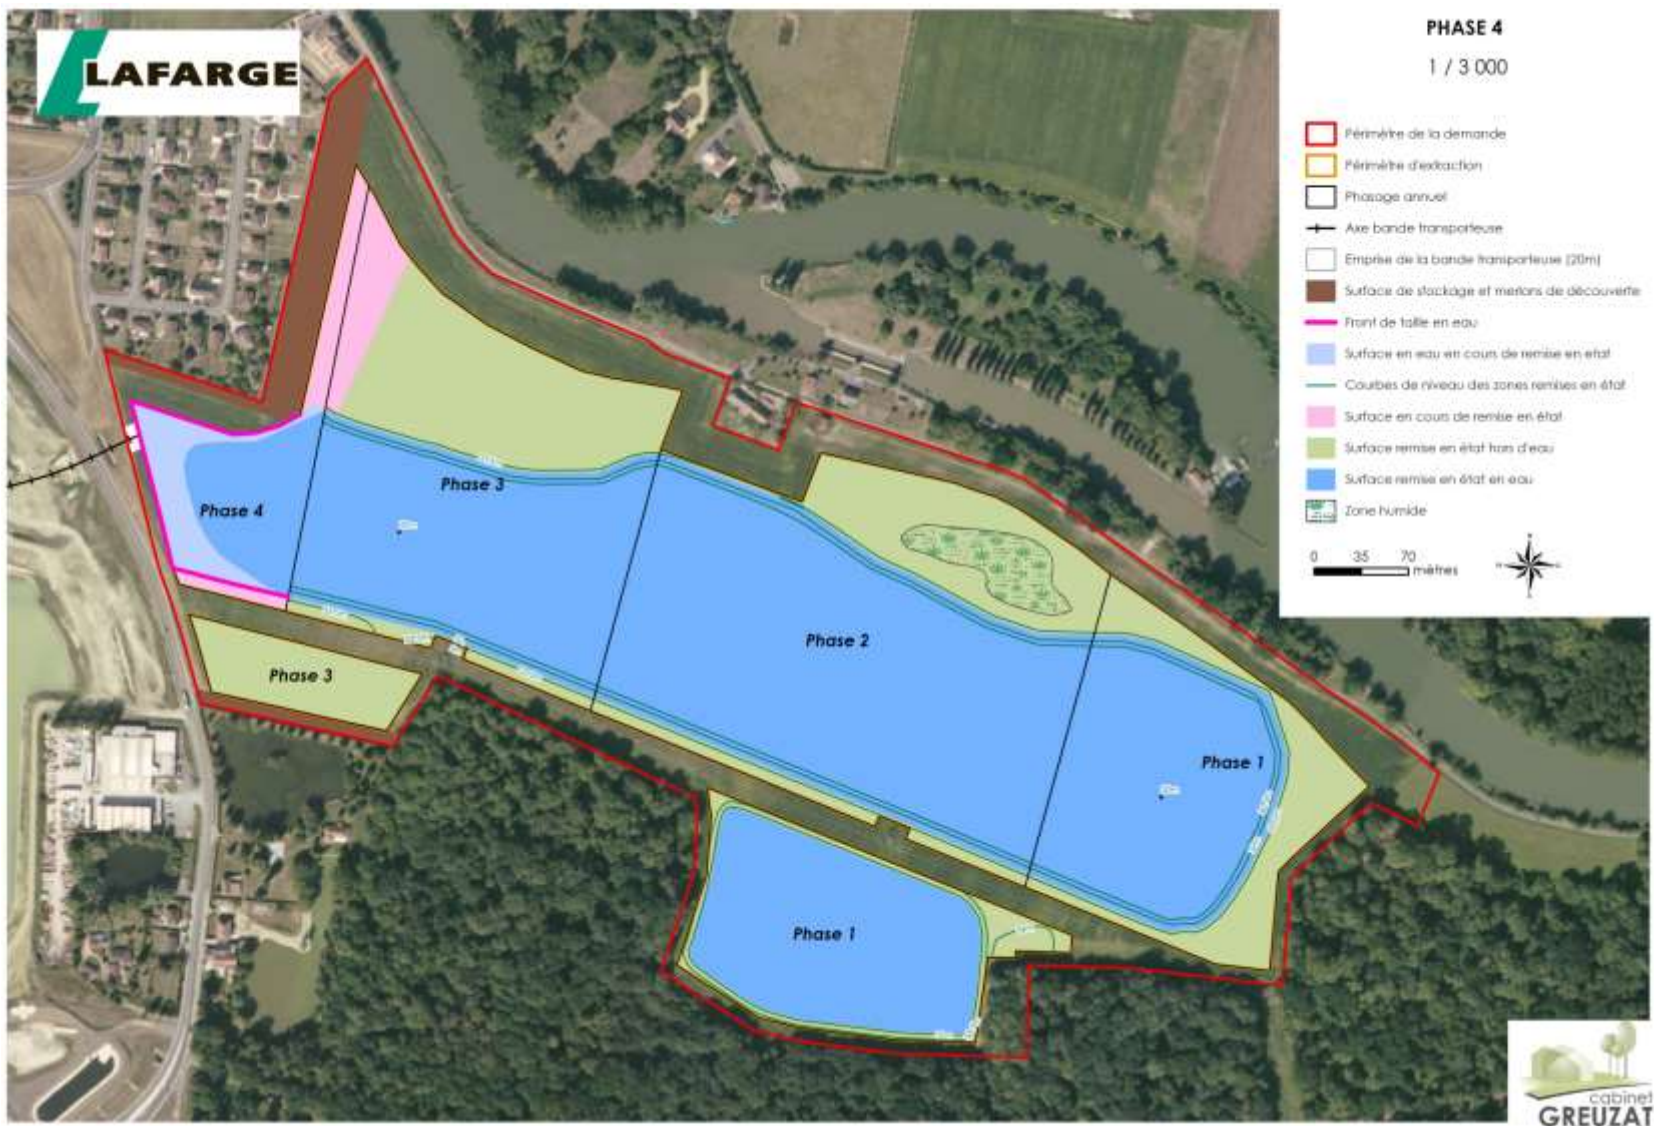 LAFARGE
PHASE 4
1 / 3 000
Périmètre de la demande
Périmètre d'extraction
Phasage annuel
Axe bande transporteuse
Emprise de la bande transporteuse (20m)
Surface de stockage et merlons de découverte
Front de taille en eau
Surface en eau en cours de remise en etat
Courbes de niveau des zones remises en état
Surface en cours de remise en état
Surface remise en état hors d'eau
Surface remise en état en eau
Zone humide
0 35 70
mètres
Phase 3
Phase 4
Phase 2
Phase 3
Phase 1
Phase 1
cabinet
GREUZAT